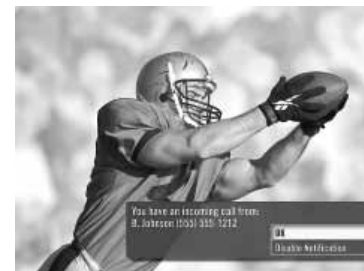 You have an incoming call from:
B. Johnson (555) 555-1212
OK
Disable Notification